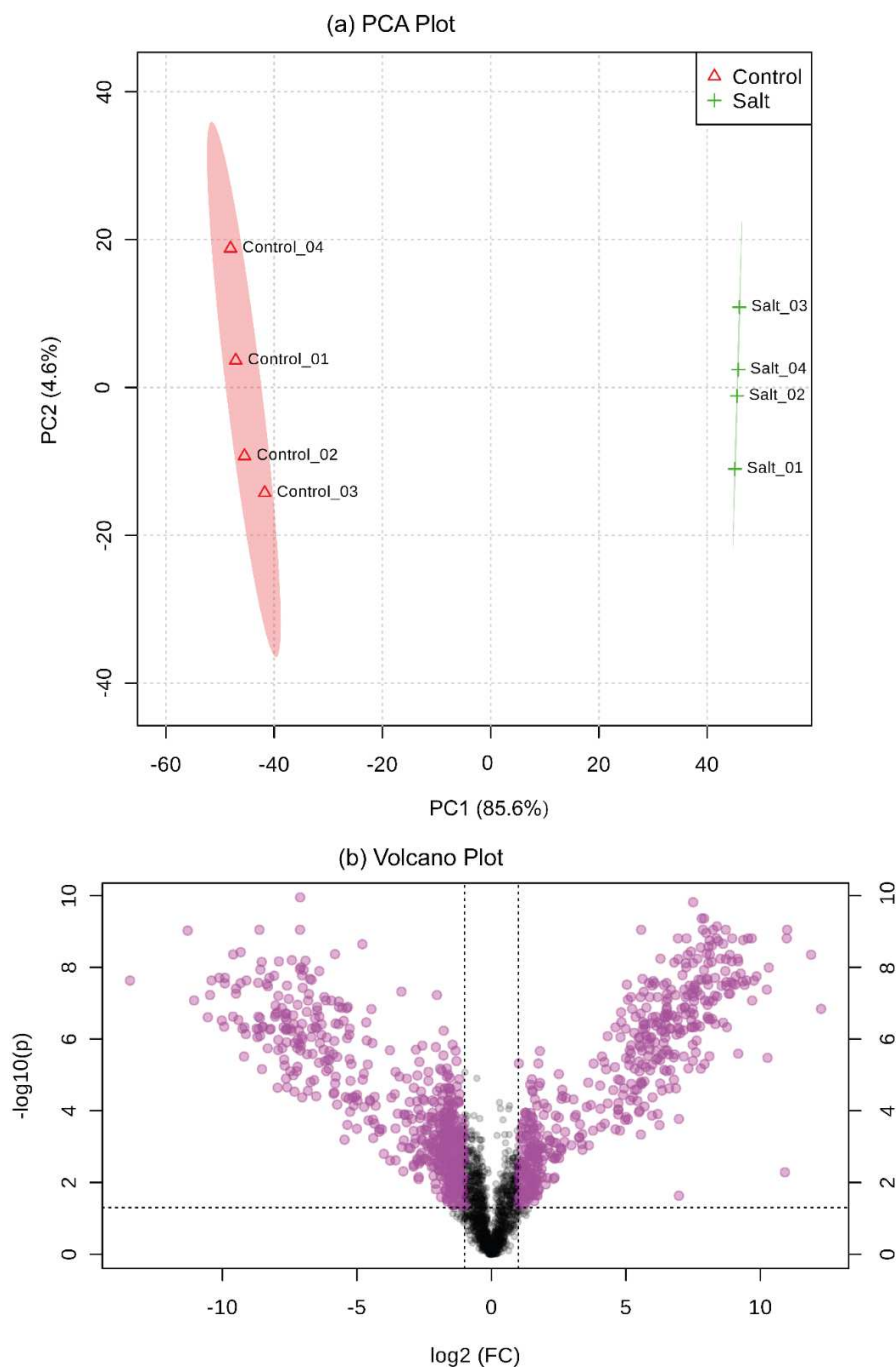 (a) PCA Plot
Control
Salt
40
20
0
-20
-40
PC2 (4.6%)
Control_04
Control_01
Control_02
Control_03
Salt_03
Salt_04
Salt_02
Salt_01
-60
-40
-20
0
20
40
PC1 (85.6%)
(b) Volcano Plot
10
8
6
4
2
0
-log10(p)
10
8
6
4
2
0
-10
-5
0
5
10
log2 (FC)